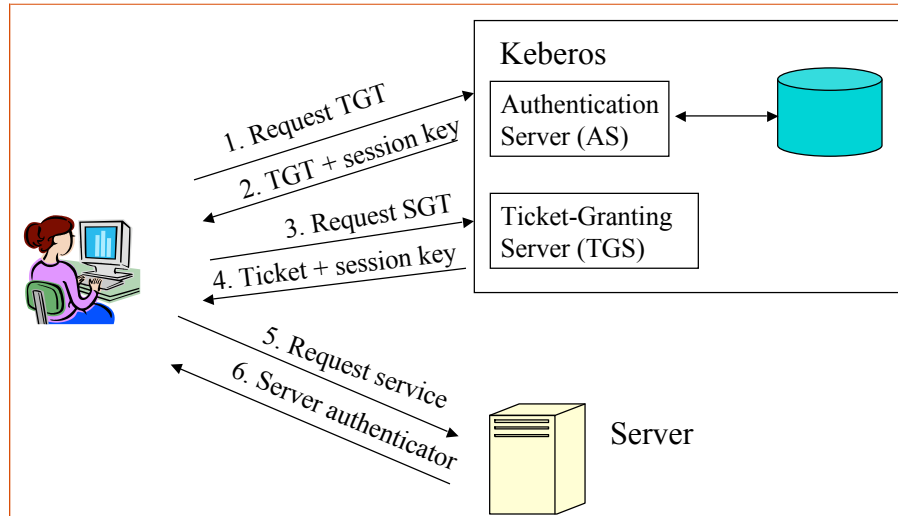 Keberos
1. Request TGT
Authentication
Server (AS)
2. TGT + session key
3. Request SGT
Ticket-Granting
Server (TGS)
4. Ticket + session key
5. Request service
6. Server authenticator
Server